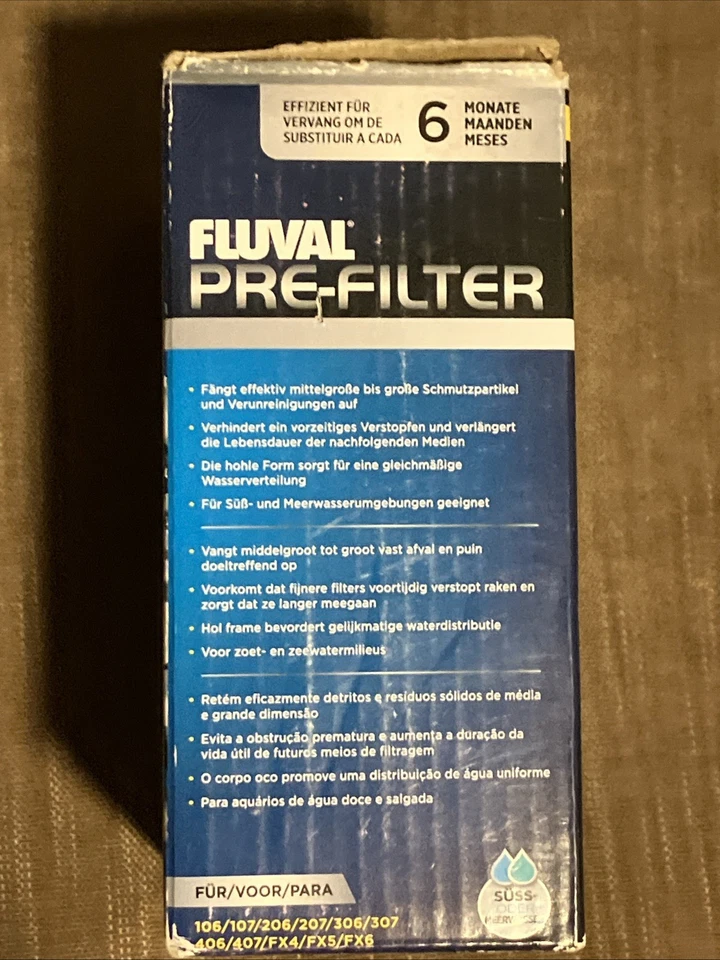 EFFIZIENT FÜR
VERVANG OM DE
SUBSTITUIR A CADA
6
MONATE
MAANDEN
MESES
FLUVAL®
PRE-FILTER
• Fängt effektiv mittelgroße bis große Schmutzpartikel
und Verunreinigungen auf
• Verhindert ein vorzeitiges Verstopfen und verlängert
die Lebensdauer der nachfolgenden Medien
• Die hohle Form sorgt für eine gleichmäßige
Wasserverteilung
• Für Süß- und Meerwasserumgebungen geeignet
• Vangt middelgroot tot groot vast afval en puin
doeltreffend op
• Voorkomt dat fijnere filters voortijdig verstopt raken en
zorgt dat ze langer meegaan
• Hol frame bevordert gelijkmatige waterdistributie
• Voor zoet- en zeewatermilieus
• Retém eficazmente detritos e resíduos sólidos de média
e grande dimensão
• Evita a obstrução prematura e aumenta a duração da
vida útil de futuros meios de filtragem
• O corpo oco promove uma distribuição de água uniforme
• Para aquários de água doce e salgada
FÜR/VOOR/PARA
106/107/206/207/306/307
406/407/FX4/FX5/FX6
SÜSS-
ODER